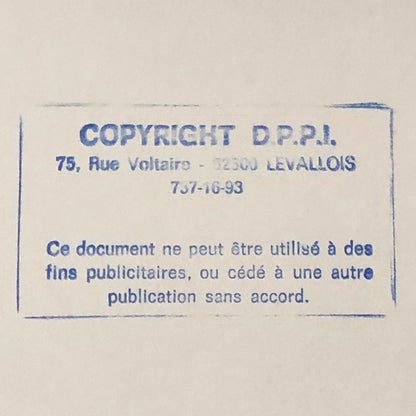 COPYRIGHT D.P.P.I.
75, Rue Voltaire - 92300 LEVALLOIS
737-16-93
Ce document ne peut être utilisé à des
fins publicitaires, ou cédé à une autre
publication sans accord.